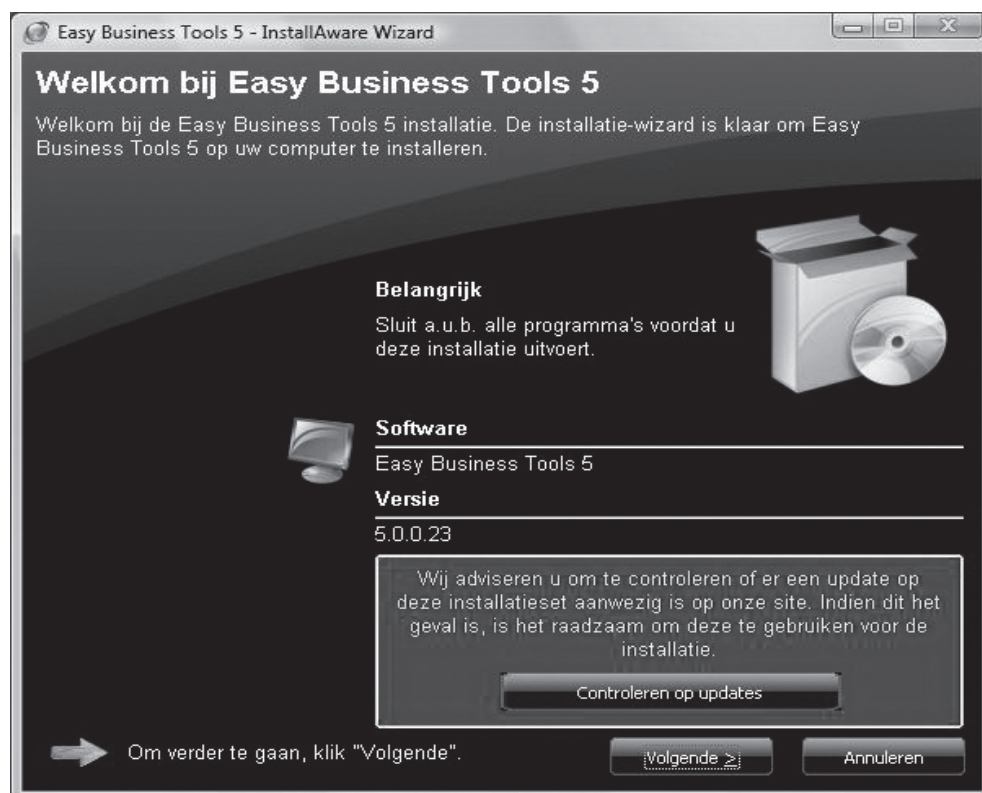 Easy Business Tools 5 - InstallAware Wizard
Welkom bij Easy Business Tools 5
Welkom bij de Easy Business Tools 5 installatie. De installatie-wizard is klaar om Easy
Business Tools 5 op uw computer te installeren.
Belangrijk
Sluit a.u.b. alle programma's voordat u
deze installatie uitvoert.
Software
Easy Business Tools 5
Versie
5.0.0.23
Wij adviseren u om te controleren of er een update op
deze installatieset aanwezig is op onze site. Indien dit het
geval is, is het raadzaam om deze te gebruiken voor de
installatie.
Controleren op updates
Om verder te gaan, klik "Volgende".
Volgende >
Annuleren